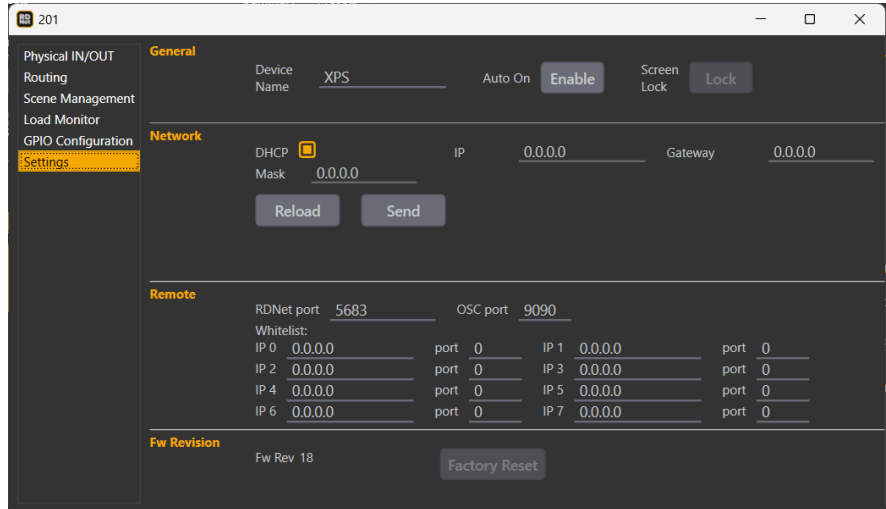 RD Net 201
Physical IN/OUT
Routing
Scene Management
Load Monitor
GPIO Configuration
Settings
General
Device Name XPS Auto On Enable Screen Lock Lock
Network
DHCP IP 0.0.0.0 Gateway 0.0.0.0
Mask 0.0.0.0
Reload Send
Remote
RDNet port 5683 OSC port 9090
Whitelist:
IP 0 0.0.0.0 port 0 IP 1 0.0.0.0 port 0
IP 2 0.0.0.0 port 0 IP 3 0.0.0.0 port 0
IP 4 0.0.0.0 port 0 IP 5 0.0.0.0 port 0
IP 6 0.0.0.0 port 0 IP 7 0.0.0.0 port 0
Fw Revision
Fw Rev 18 Factory Reset